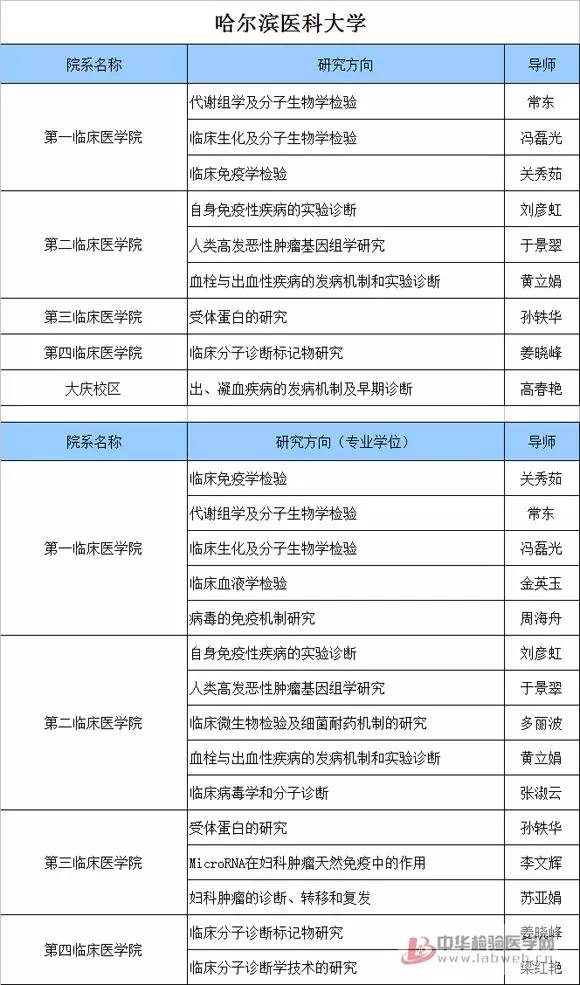 哈尔滨医科大学
院系名称 研究方向 导师
第一临床医学院
代谢组学及分子生物学检验 常东
临床生化及分子生物学检验 冯磊光
临床免疫学检验 关秀茹
第二临床医学院
自身免疫性疾病的实验诊断 刘彦虹
人类高发恶性肿瘤基因组学研究 于景翠
血栓与出血性疾病的发病机制和实验诊断 黄立娟
第三临床医学院 受体蛋白的研究 孙轶华
第四临床医学院 临床分子诊断标记物研究 姜晓峰
大庆校区 出、凝血疾病的发病机制及早期诊断 高春艳
院系名称 研究方向（专业学位） 导师
第一临床医学院
临床免疫学检验 关秀茹
代谢组学及分子生物学检验 常东
临床生化及分子生物学检验 冯磊光
临床血液学检验 金英玉
病毒的免疫机制研究 周海舟
第二临床医学院
自身免疫性疾病的实验诊断 刘彦虹
人类高发恶性肿瘤基因组学研究 于景翠
临床微生物检验及细菌耐药机制的研究 多丽波
血栓与出血性疾病的发病机制和实验诊断 黄立娟
临床病毒学和分子诊断 张淑云
第三临床医学院
受体蛋白的研究 孙轶华
MicroRNA在妇科肿瘤天然免疫中的作用 李文辉
妇科肿瘤的诊断、转移和复发 苏亚娟
第四临床医学院
临床分子诊断标记物研究 姜晓峰
临床分子诊断学技术的研究 梁红艳
中华检验医学网
www.labweb.cn